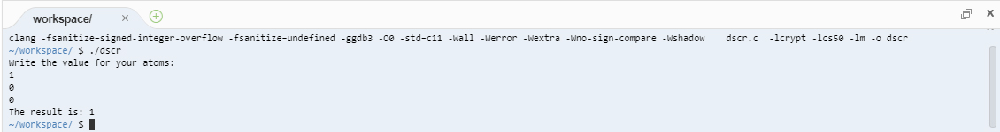 workspace/
clang -fsanitize=signed-integer-overflow -fsanitize=undefined -ggdb3 -O0 -std=c11 -Wall -Werror -Wextra -Wno-sign-compare -Wshadow    dscr.c  -lcrypt -lcs50 -lm -o dscr
~/workspace/ $ ./dscr
Write the value for your atoms:
1
0
0
The result is: 1
~/workspace/ $